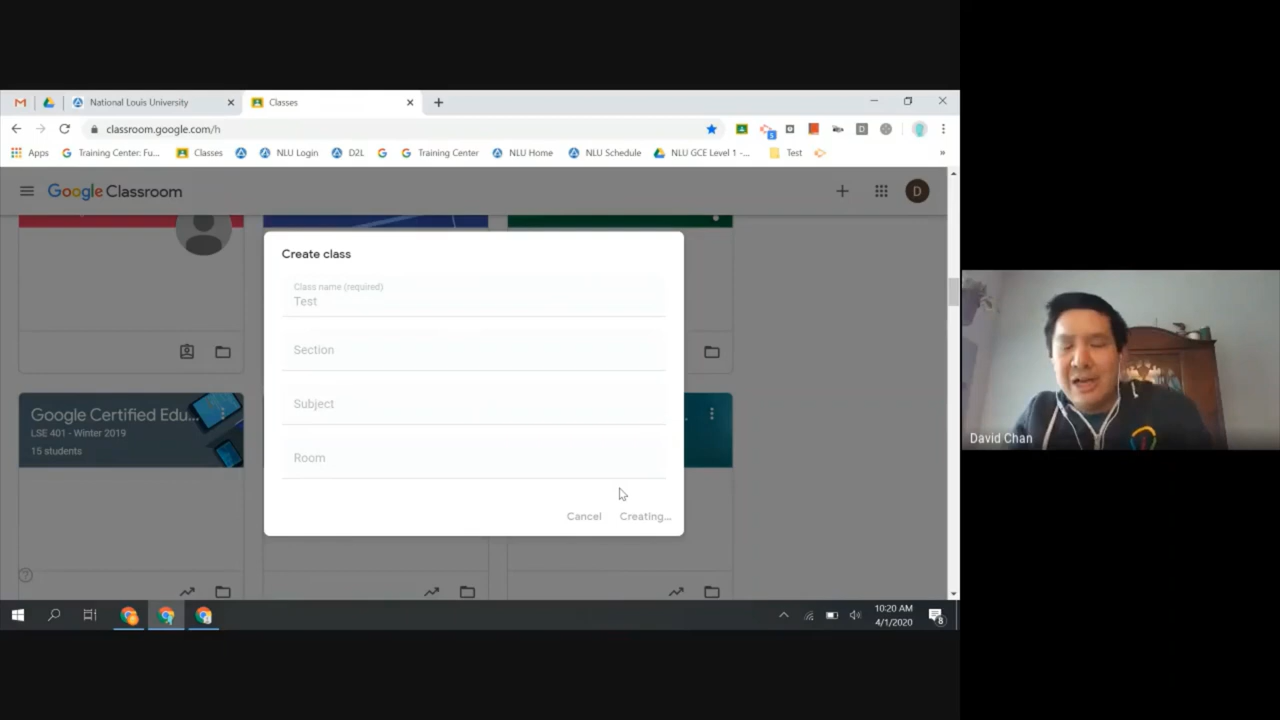 National Louis University
Classes
classroom.google.com/h
Apps
Training Center: Fu...
Classes
NLU Login
D2L
Training Center
NLU Home
NLU Schedule
NLU GCE Level 1 -...
Test
»
Google Classroom
D
Create class
Class name (required)
Test
Section
Subject
Room
Cancel
Creating...
Google Certified Edu...
LSE 401 - Winter 2019
15 students
David Chan
10:20 AM
4/1/2020
8